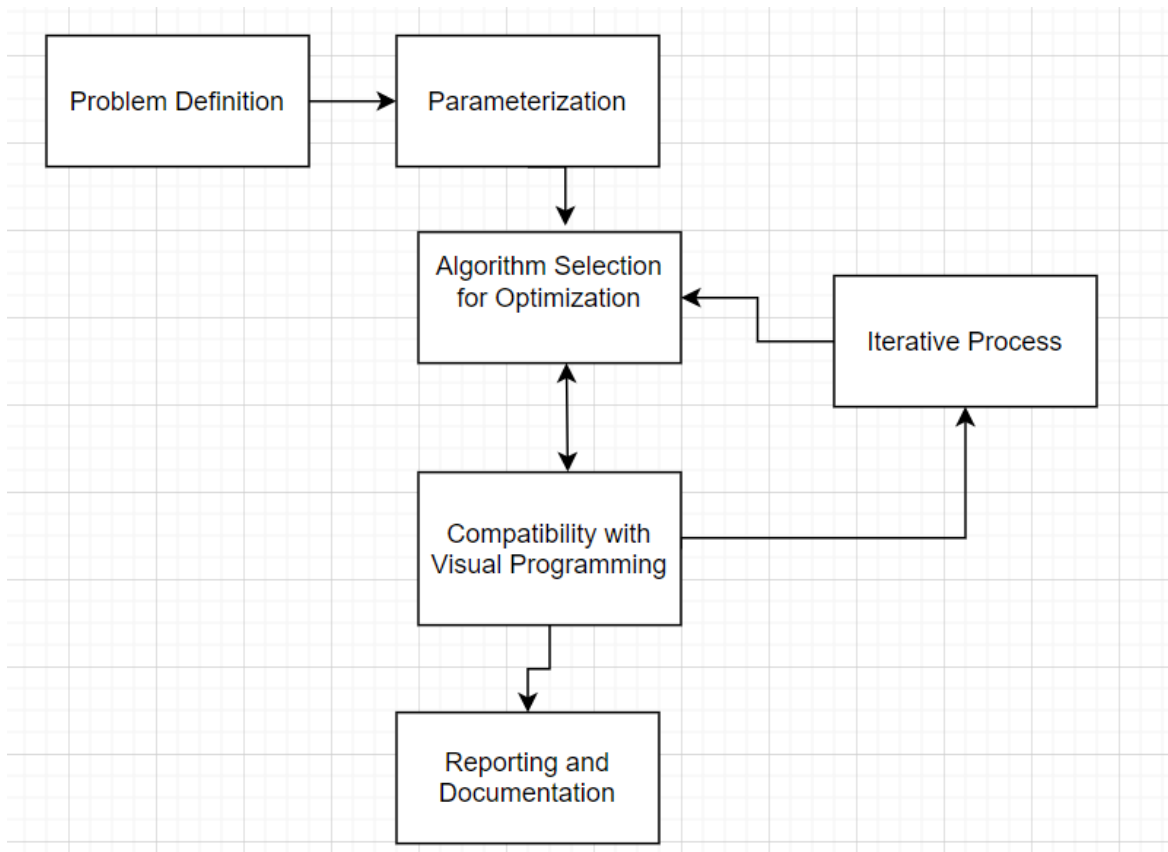 Problem Definition
Parameterization
Algorithm Selection
for Optimization
Iterative Process
Compatibility with
Visual Programming
Reporting and
Documentation